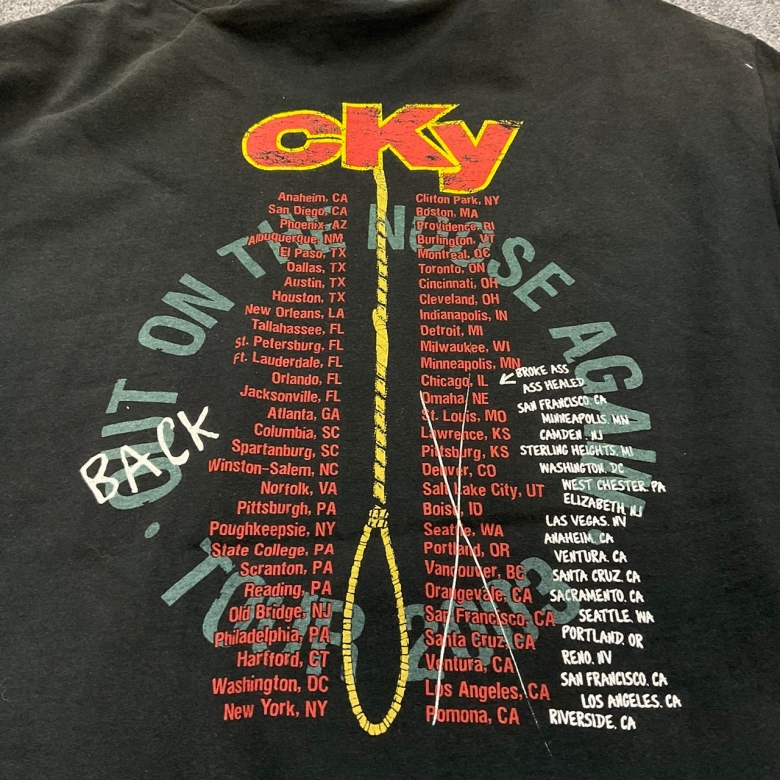 cKy
OUT ON THE NOOSE AGAIN
BACK
• TOUR 2003 •
Anaheim, CA
San Diego, CA
Phoenix, AZ
Albuquerque, NM
El Paso, TX
Dallas, TX
Austin, TX
Houston, TX
New Orleans, LA
Tallahassee, FL
St. Petersburg, FL
Ft. Lauderdale, FL
Orlando, FL
Jacksonville, FL
Atlanta, GA
Columbia, SC
Spartanburg, SC
Winston-Salem, NC
Norfolk, VA
Pittsburgh, PA
Poughkeepsie, NY
State College, PA
Scranton, PA
Reading, PA
Old Bridge, NJ
Philadelphia, PA
Hartford, CT
Washington, DC
New York, NY
Clifton Park, NY
Boston, MA
Providence, RI
Burlington, VT
Montreal, QC
Toronto, ON
Cincinnati, OH
Cleveland, OH
Indianapolis, IN
Detroit, MI
Milwaukee, WI
Minneapolis, MN
Chicago, IL
Omaha, NE
St. Louis, MO
Lawrence, KS
Pittsburg, KS
Denver, CO
Salt Lake City, UT
Boise, ID
Seattle, WA
Portland, OR
Vancouver, BC
Orangevale, CA
San Francisco, CA
Santa Cruz, CA
Ventura, CA
Los Angeles, CA
Pomona, CA
BROKE ASS
ASS HEALED
SAN FRANCISCO, CA
MINNEAPOLIS, MN
CAMDEN, NJ
STERLING HEIGHTS, MI
WASHINGTON, DC
WEST CHESTER, PA
ELIZABETH, NJ
LAS VEGAS, NV
ANAHEIM, CA
VENTURA, CA
SANTA CRUZ, CA
SACRAMENTO, CA
SEATTLE, WA
PORTLAND, OR
RENO, NV
SAN FRANCISCO, CA
LOS ANGELES, CA
RIVERSIDE, CA